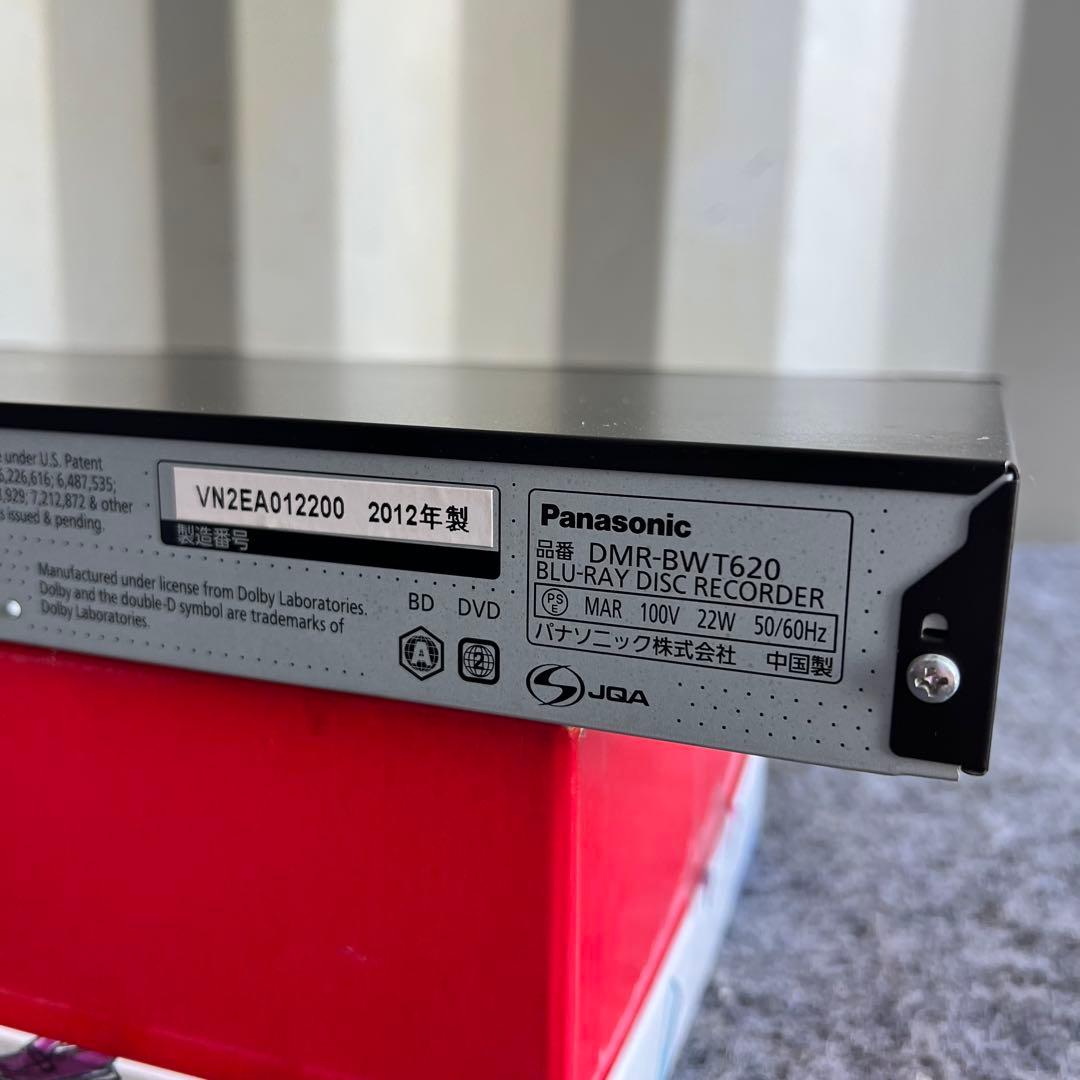 under U.S. Patent
6,226,616; 6,487,535;
,929; 7,212,872 & other
issued & pending.
VN2EA012200 2012年製
製造番号
Manufactured under license from Dolby Laboratories.
Dolby and the double-D symbol are trademarks of
Dolby Laboratories.
BD DVD
A 2
Panasonic
品番 DMR-BWT620
BLU-RAY DISC RECORDER
PS E MAR 100V 22W 50/60Hz
パナソニック株式会社 中国製
JQA